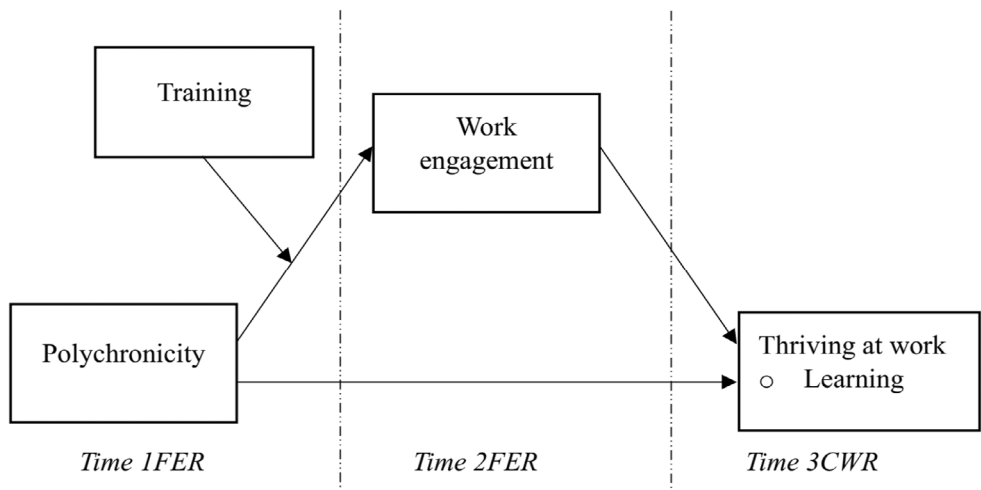 Training
Work
engagement
Polychronicity
Thriving at work
○ Learning
Time 1FER
Time 2FER
Time 3CWR